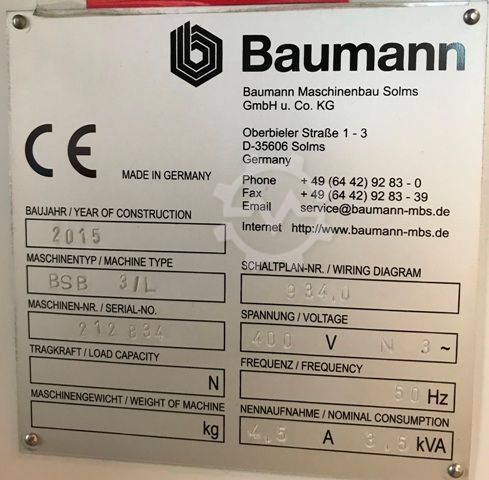 Baumann
Baumann Maschinenbau Solms
GmbH u. Co. KG
Oberbieler Straße 1 - 3
D-35606 Solms
Germany
CE
MADE IN GERMANY
Phone + 49 (64 42) 92 83 - 0
Fax + 49 (64 42) 92 83 - 39
Email service@baumann-mbs.de
Internet http://www.baumann-mbs.de
BAUJAHR / YEAR OF CONSTRUCTION
2015
MASCHINENTYP / MACHINE TYPE
BSB 3/L
MASCHINEN-NR. / SERIAL-NO.
212834
TRAGKRAFT / LOAD CAPACITY
N
MASCHINENGEWICHT / WEIGHT OF MACHINE
kg
SCHALTPLAN-NR. / WIRING DIAGRAM
934.0
SPANNUNG / VOLTAGE
400 V N 3 ~
FREQUENZ / FREQUENCY
50 Hz
NENNAUFNAHME / NOMINAL CONSUMPTION
4,5 A 3,5 kVA